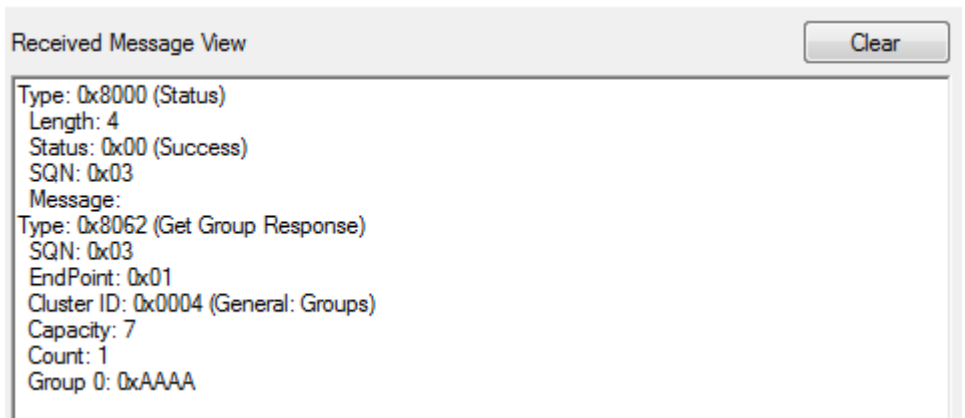 Received Message View
Clear
Type: 0x8000 (Status)
Length: 4
Status: 0x00 (Success)
SQN: 0x03
Message:
Type: 0x8062 (Get Group Response)
SQN: 0x03
EndPoint: 0x01
Cluster ID: 0x0004 (General: Groups)
Capacity: 7
Count: 1
Group 0: 0xAAAA